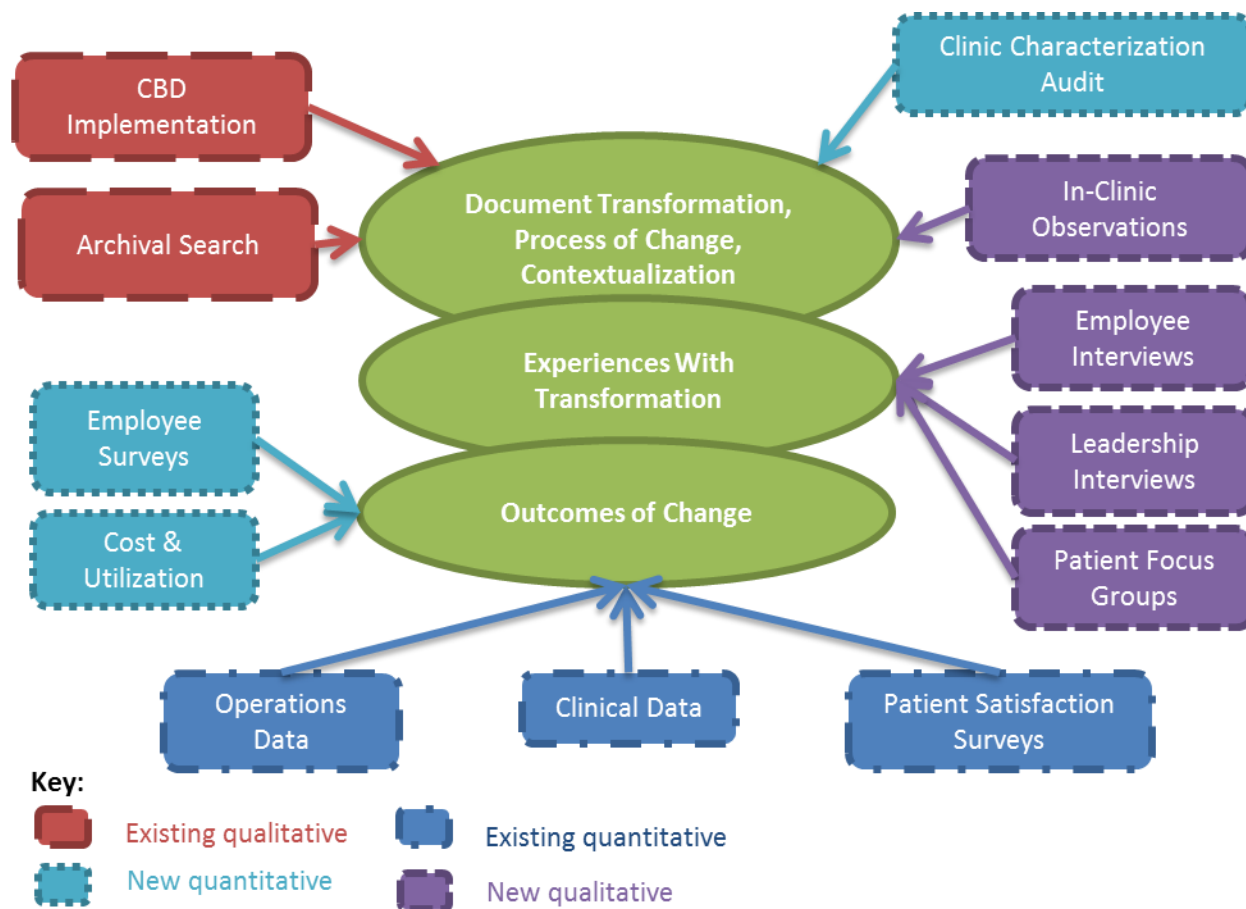 CBD
Implementation
Archival Search
Clinic Characterization
Audit
In-Clinic
Observations
Document Transformation,
Process of Change,
Contextualization
Experiences With
Transformation
Outcomes of Change
Employee
Surveys
Cost &
Utilization
Employee
Interviews
Leadership
Interviews
Patient Focus
Groups
Operations
Data
Clinical Data
Patient Satisfaction
Surveys
Key:
Existing qualitative
Existing quantitative
New quantitative
New qualitative